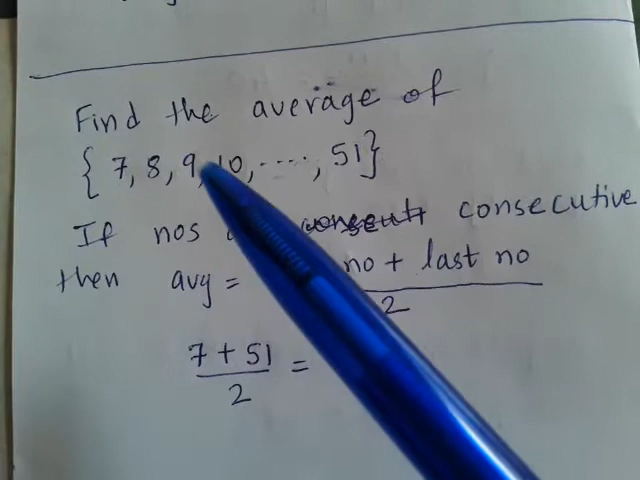 Find the average of
{ 7, 8, 9, 10, ...., 51}
If nos consecutive
then avg = no + last no
2
7 + 51 =
2